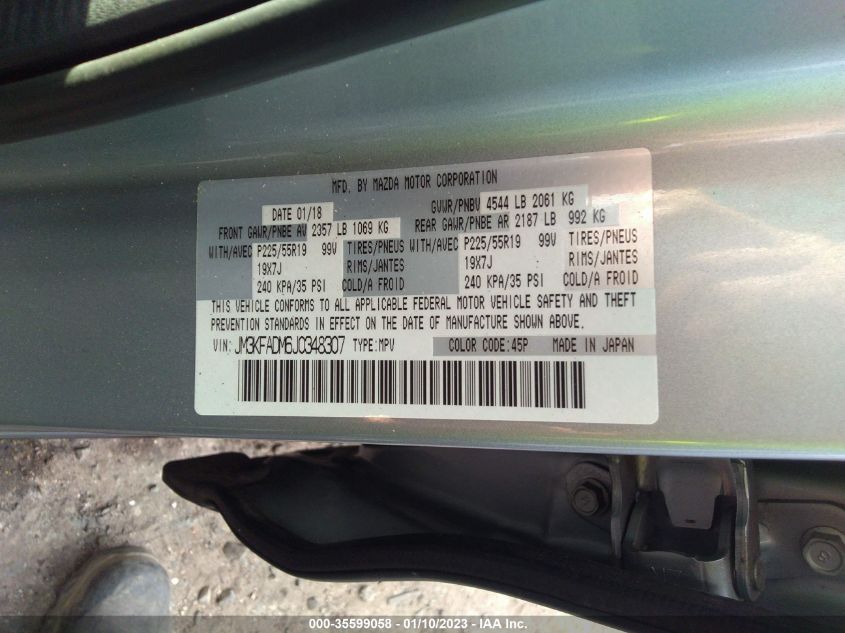 MFD. BY MAZDA MOTOR CORPORATION
DATE 01/18 GVWR/PNBV 4544 LB 2061 KG
FRONT GAWR/PNBE AV 2357 LB 1069 KG REAR GAWR/PNBE AR 2187 LB 992 KG
WITH/AVEC P225/55R19 99V TIRES/PNEUS WITH/AVEC P225/55R19 99V TIRES/PNEUS
19X7J RIMS/JANTES 19X7J RIMS/JANTES
240 KPA/35 PSI COLD/A FROID 240 KPA/35 PSI COLD/A FROID
THIS VEHICLE CONFORMS TO ALL APPLICABLE FEDERAL MOTOR VEHICLE SAFETY AND THEFT
PREVENTION STANDARDS IN EFFECT ON THE DATE OF MANUFACTURE SHOWN ABOVE.
VIN: JM3KFADM6J0348307 TYPE:MPV COLOR CODE:45P MADE IN JAPAN
000-35599058 - 01/10/2023 - IAA Inc.